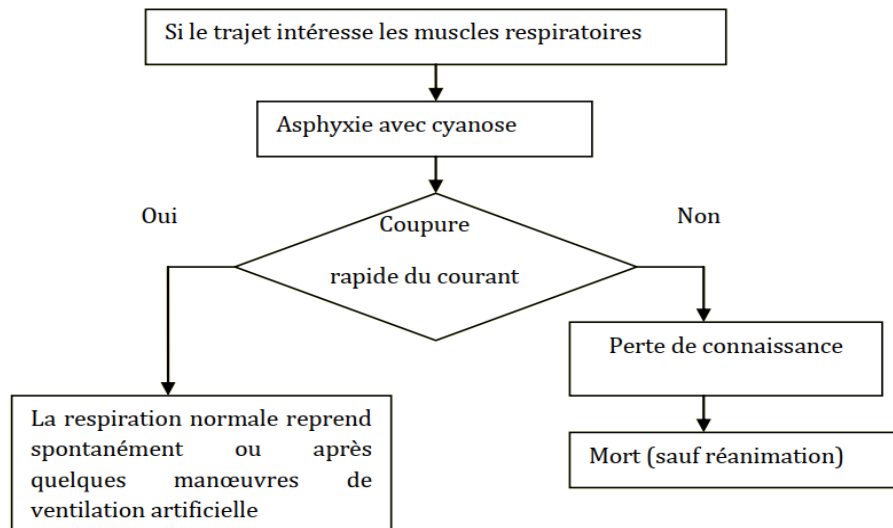 Si le trajet intéresse les muscles respiratoires
Asphyxie avec cyanose
Oui
Non
Coupure
rapide du courant
Perte de connaissance
La respiration normale reprend
spontanément ou après
quelques manœuvres de
ventilation artificielle
Mort (sauf réanimation)